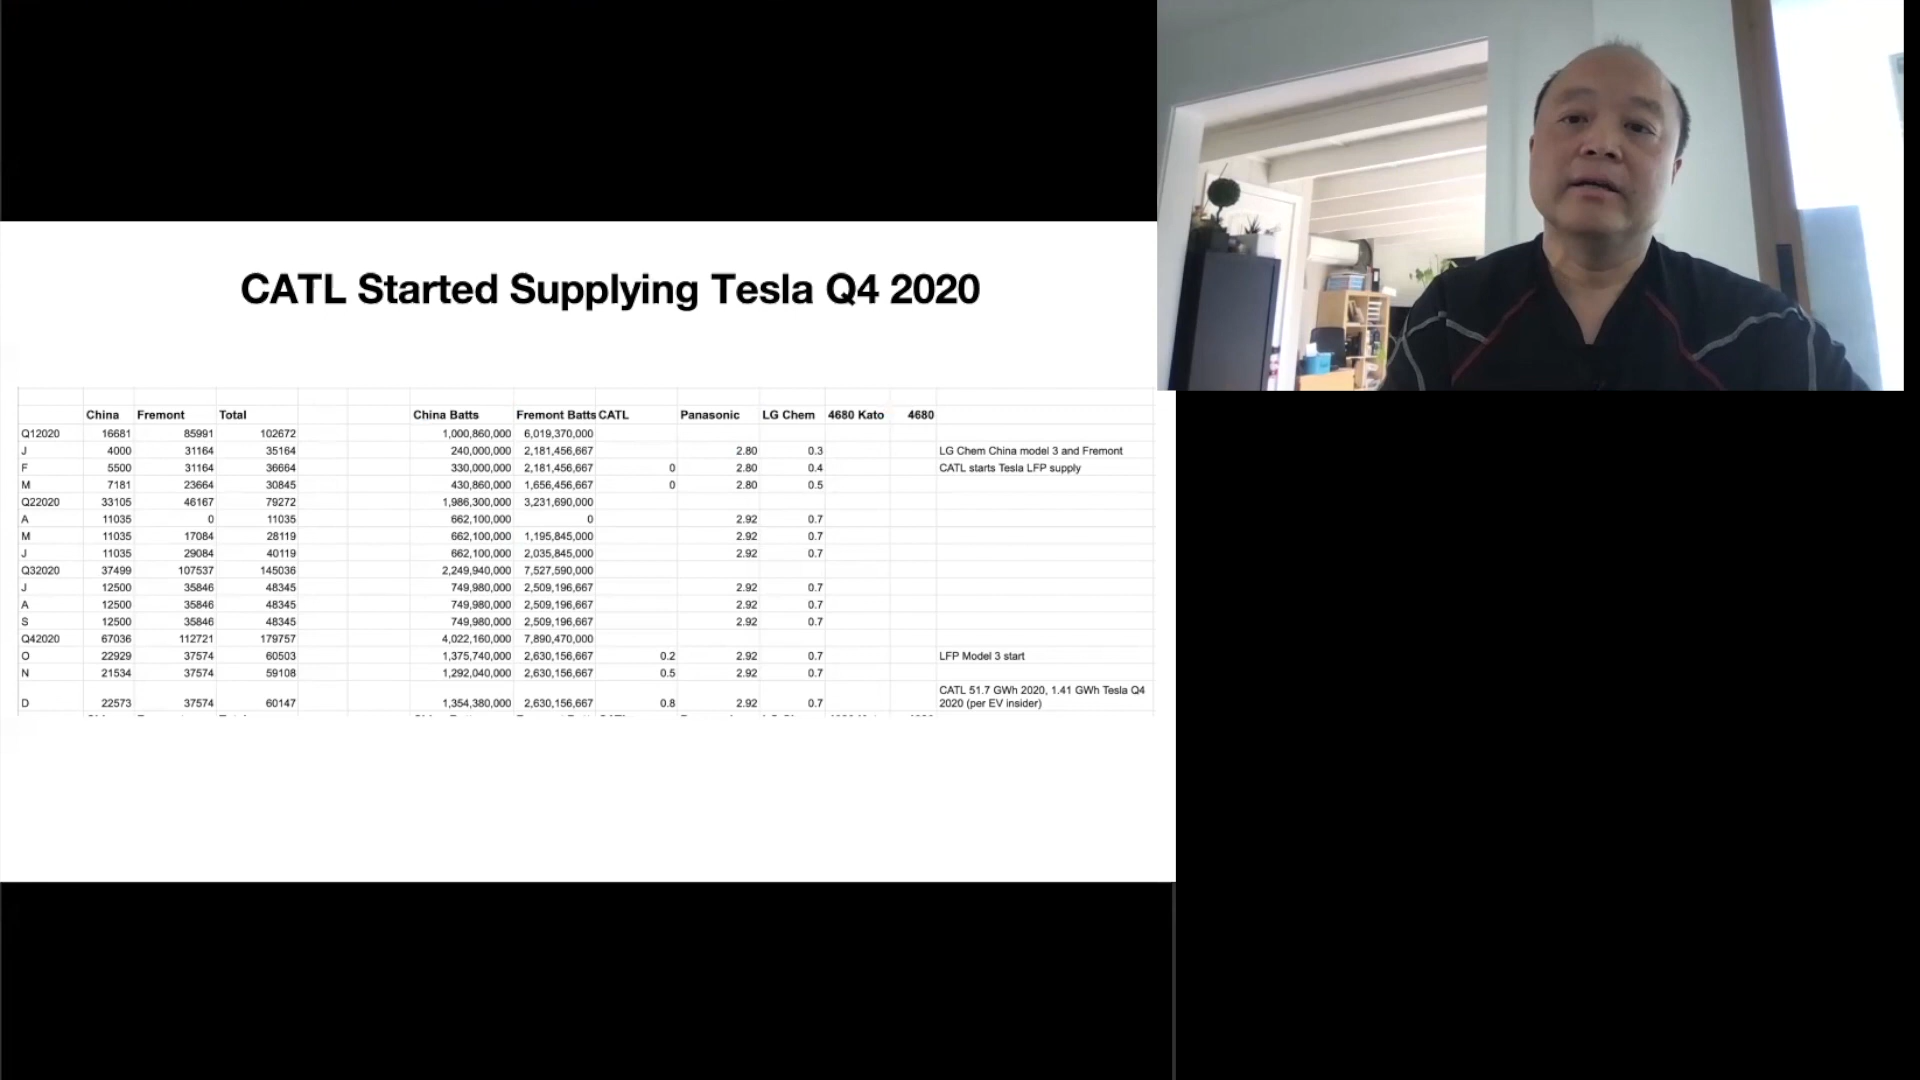 CATL Started Supplying Tesla Q4 2020
China Fremont Total China Batts Fremont Batts CATL Panasonic LG Chem 4680 Kato 4680
Q12020 16681 85991 102672 1,000,860,000 6,019,370,000
J 4000 31164 35164 240,000,000 2,181,456,667 2.80 0.3 LG Chem China model 3 and Fremont
F 5500 31164 36664 330,000,000 2,181,456,667 0 2.80 0.4 CATL starts Tesla LFP supply
M 7181 23664 30845 430,860,000 1,656,456,667 0 2.80 0.5
Q22020 33105 46167 79272 1,986,300,000 3,231,690,000
A 11035 0 11035 662,100,000 0 2.92 0.7
M 11035 17084 28119 662,100,000 1,195,845,000 2.92 0.7
J 11035 29084 40119 662,100,000 2,035,845,000 2.92 0.7
Q32020 37499 107537 145036 2,249,940,000 7,527,590,000
J 12500 35846 48345 749,980,000 2,509,196,667 2.92 0.7
A 12500 35846 48345 749,980,000 2,509,196,667 2.92 0.7
S 12500 35846 48345 749,980,000 2,509,196,667 2.92 0.7
Q42020 67036 112721 179757 4,022,160,000 7,890,470,000
O 22929 37574 60503 1,375,740,000 2,630,156,667 0.2 2.92 0.7 LFP Model 3 start
N 21534 37574 59108 1,292,040,000 2,630,156,667 0.5 2.92 0.7
CATL 51.7 GWh 2020, 1.41 GWh Tesla Q4
D 22573 37574 60147 1,354,380,000 2,630,156,667 0.8 2.92 0.7 2020 (per EV insider)